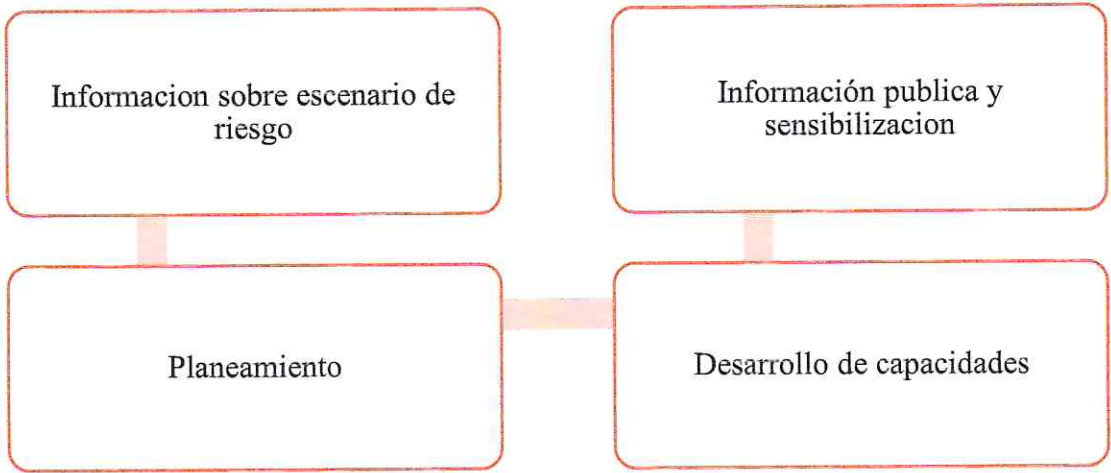 Informacion sobre escenario de
riesgo
Planeamiento
Desarrollo de capacidades
Información publica y
sensibilizacion